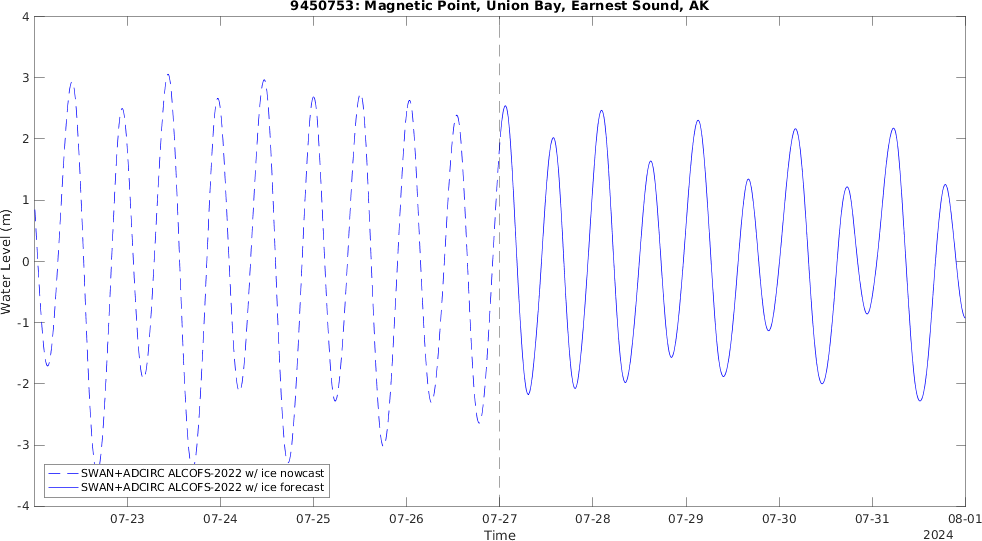 9450753: Magnetic Point, Union Bay, Earnest Sound, AK
4
3
2
1
0
-1
-2
-3
-4
Water Level (m)
SWAN+ADCIRC ALCOFS-2022 w/ ice nowcast
SWAN+ADCIRC ALCOFS-2022 w/ ice forecast
07-23 07-24 07-25 07-26 07-27 07-28 07-29 07-30 07-31 08-01
Time
2024